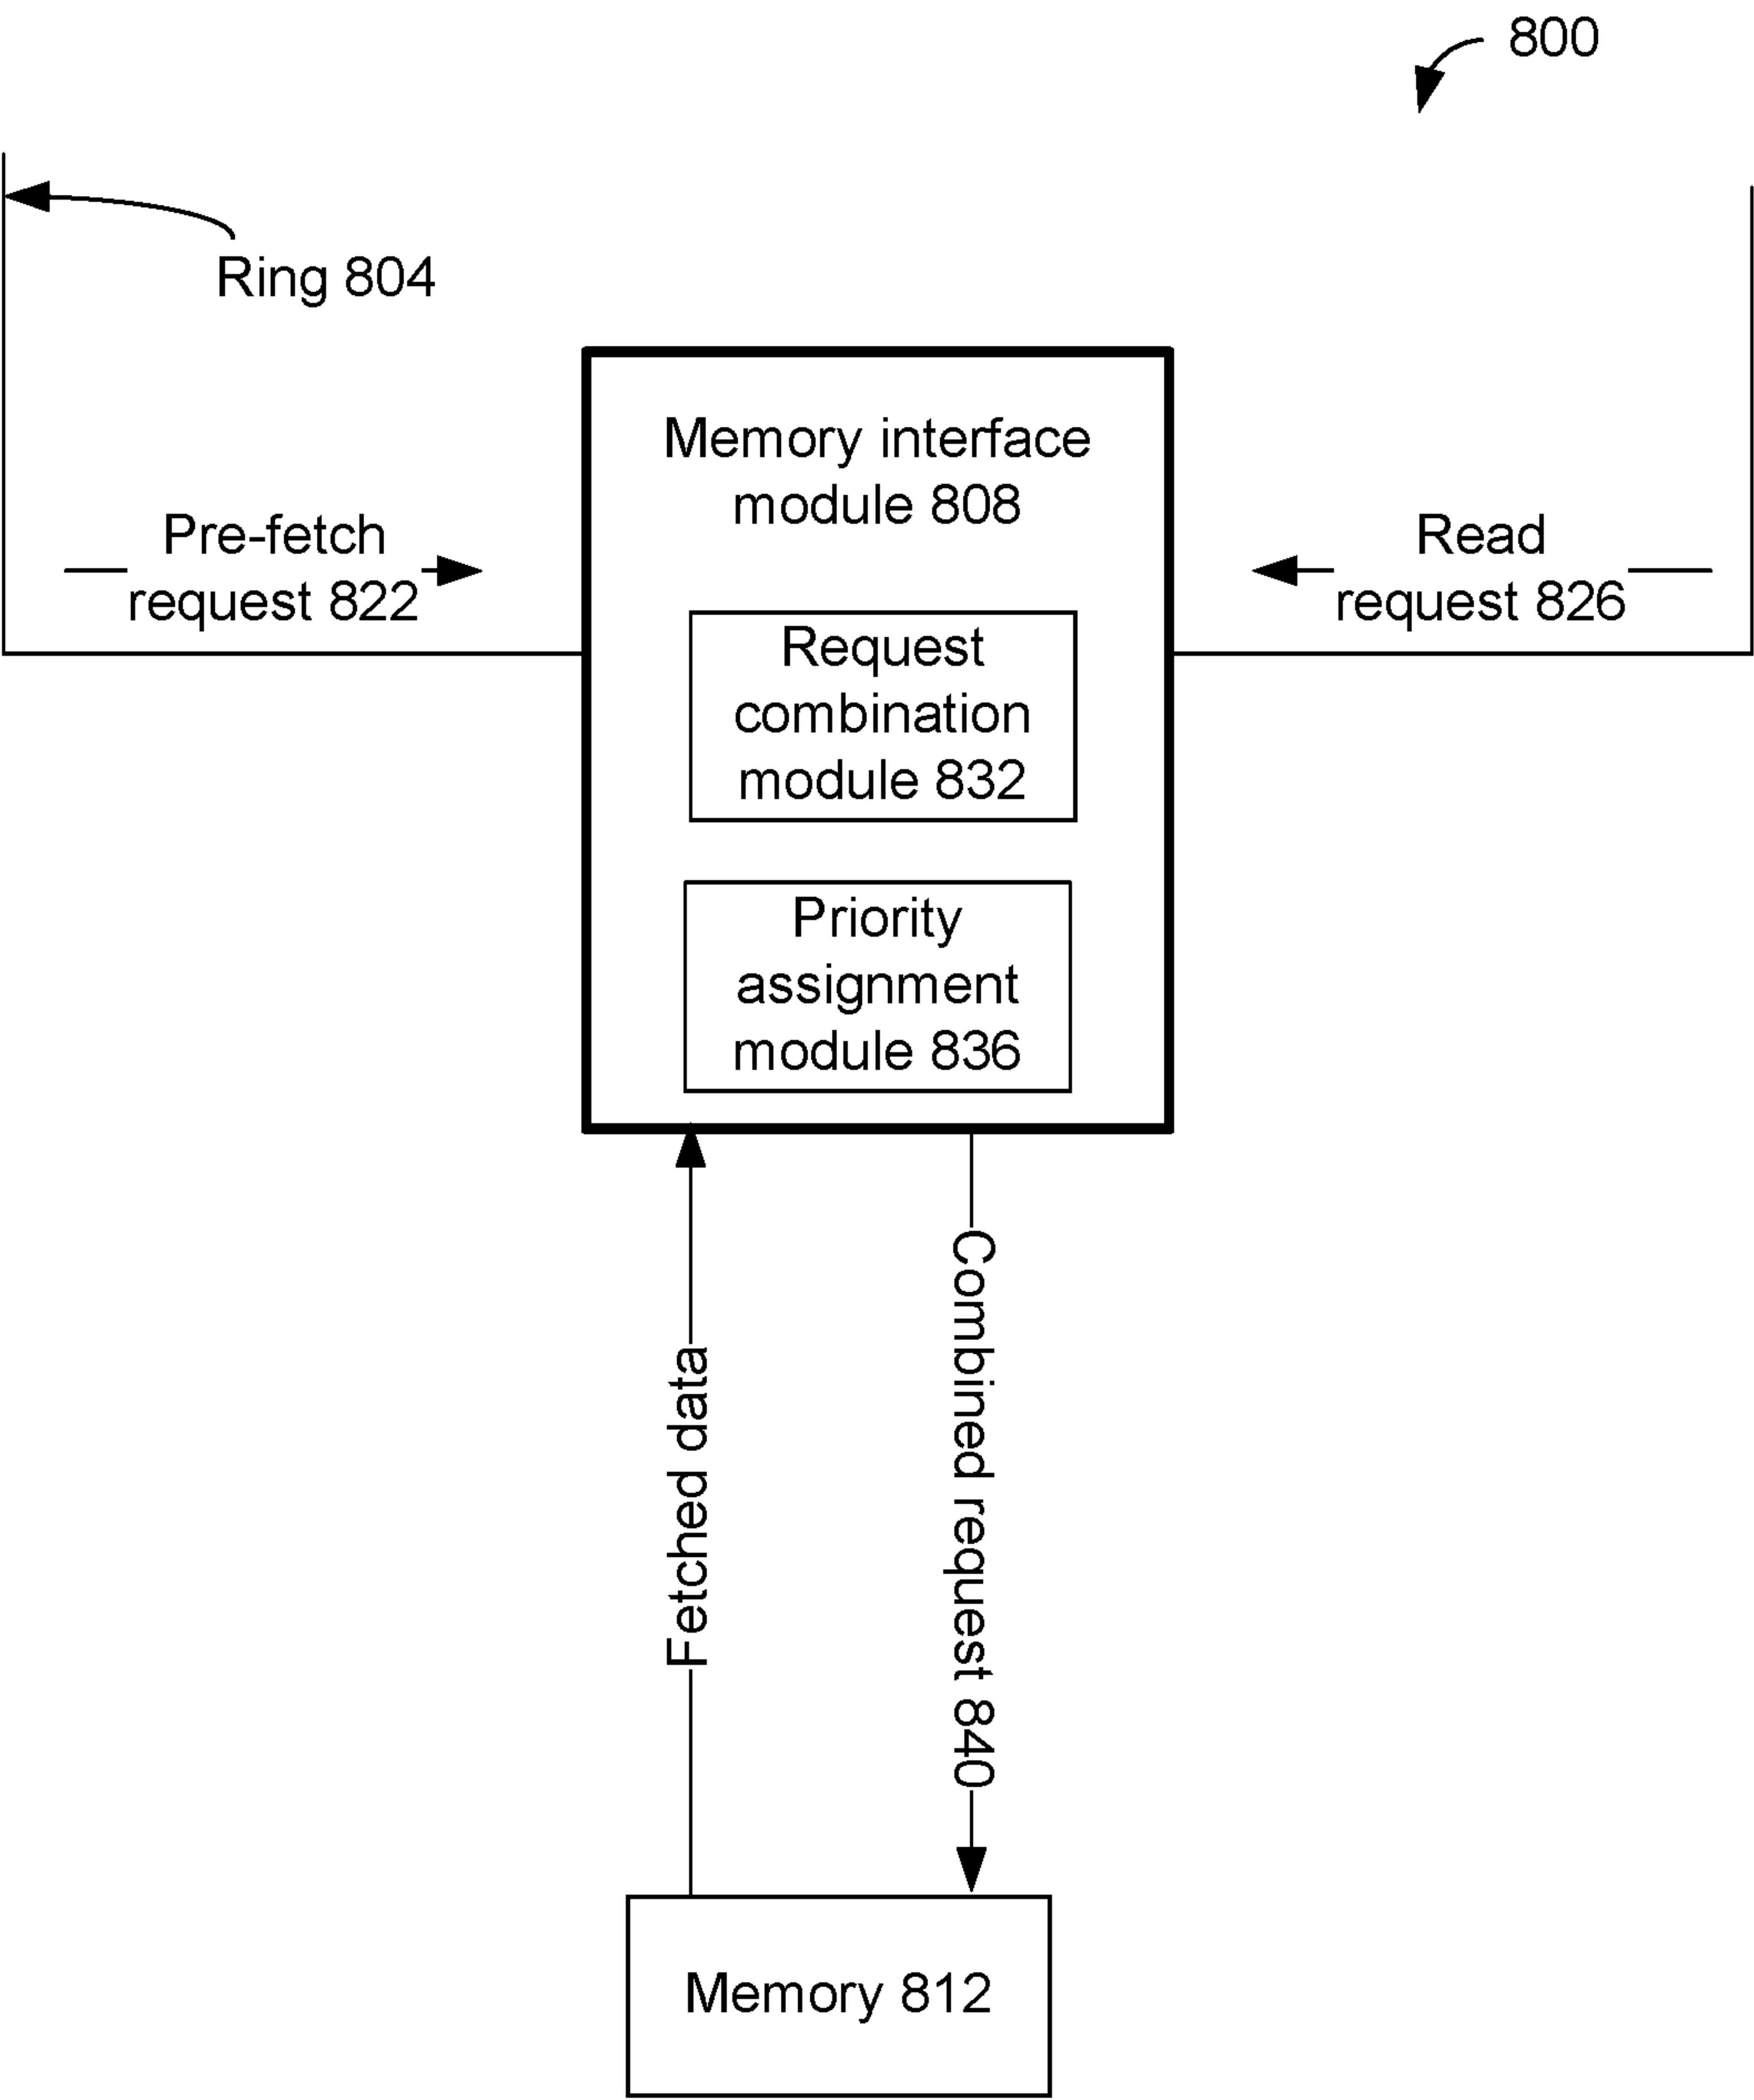 800
Ring 804
Memory interface
module 808
Pre-fetch
request 822
Read
request 826
Request
combination
module 832
Priority
assignment
module 836
Fetched data
Combined request 840
Memory 812